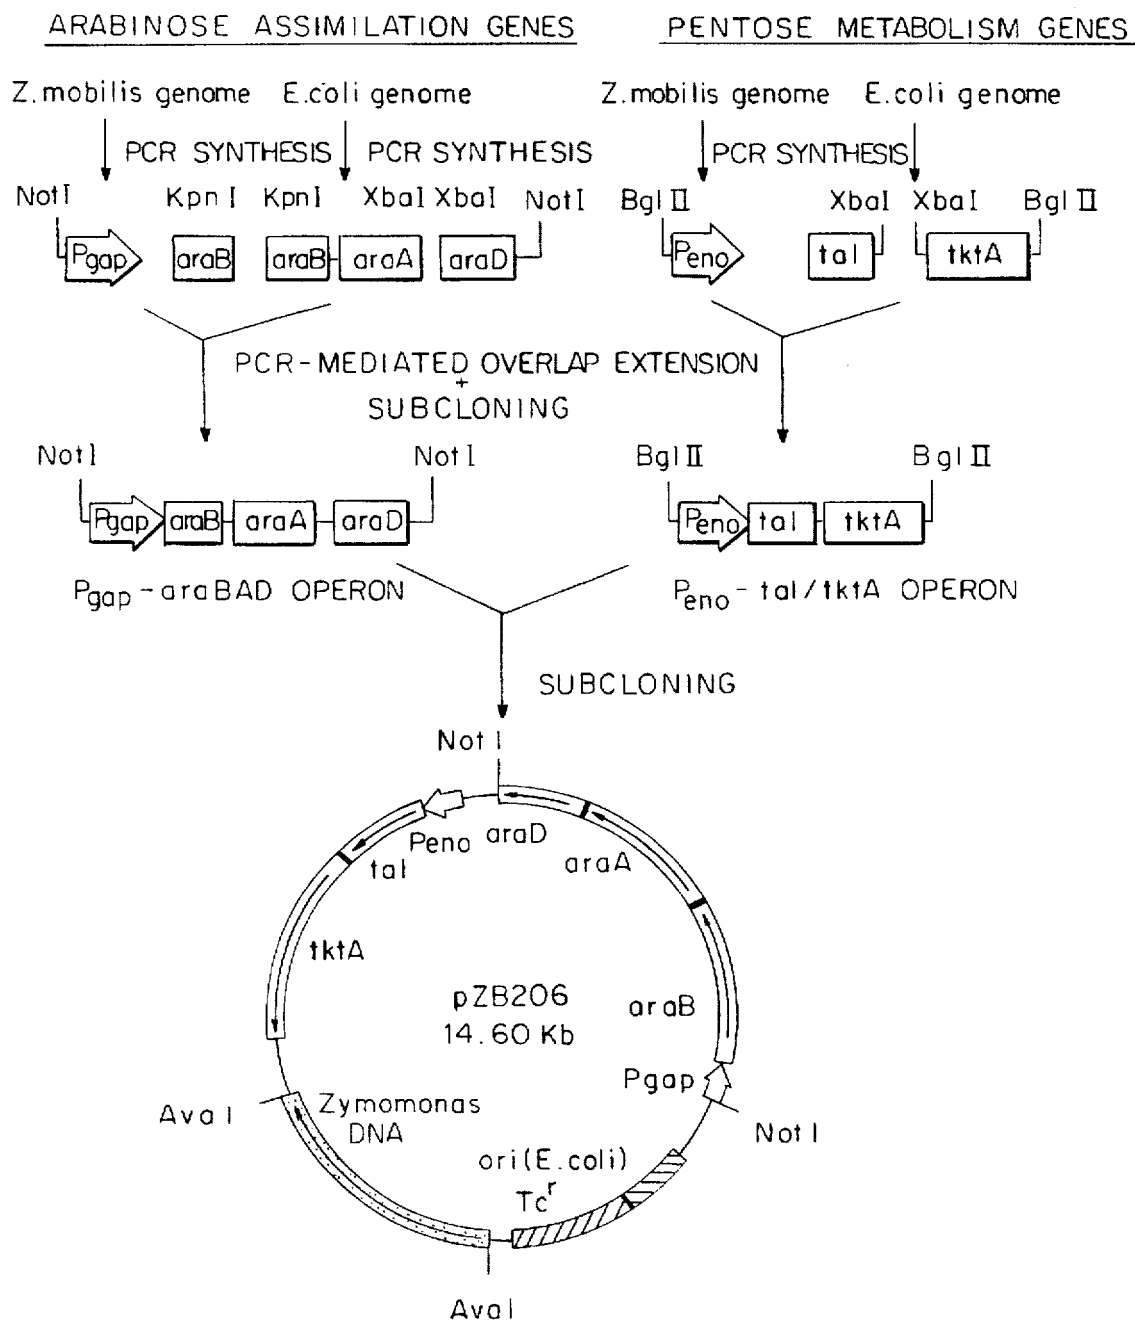 ARABINOSE ASSIMILATION GENES
PENTOSE METABOLISM GENES
Z.mobilis genome
E.coli genome
Z.mobilis genome
E.coli genome
PCR SYNTHESIS
PCR SYNTHESIS
PCR SYNTHESIS
NotI
KpnI
KpnI
XbaI
XbaI
NotI
BglII
XbaI
XbaI
BglII
Pgap
araB
araB
araA
araD
Peno
tal
tktA
PCR-MEDIATED OVERLAP EXTENSION
+
SUBCLONING
NotI
NotI
BglII
BglII
Pgap
araB
araA
araD
Peno
tal
tktA
Pgap-araBAD OPERON
Peno-tal/tktA OPERON
SUBCLONING
Not I
Peno
araD
tal
araA
tktA
pZB206
14.60 Kb
araB
Pgap
AvaI
Zymomonas
DNA
NotI
ori(E.coli)
Tcr
AvaI